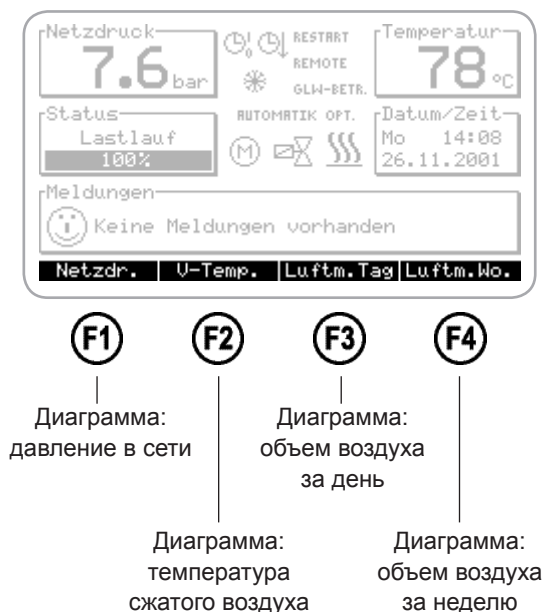 Netzdruck
7.6 bar
RESTART
REMOTE
GLW-BETR.
Temperatur
78 °C
Status
Lastlauf
100%
AUTOMATIK OPT.
M
Datum/Zeit
Mo 14:08
26.11.2001
Meldungen
Keine Meldungen vorhanden
Netzdr. V-Temp. Luftm.Tag Luftm.Wo.
F1 F2 F3 F4
Диаграмма:
давление в сети
Диаграмма:
объем воздуха
за день
Диаграмма:
температура
сжатого воздуха
Диаграмма:
объем воздуха
за неделю